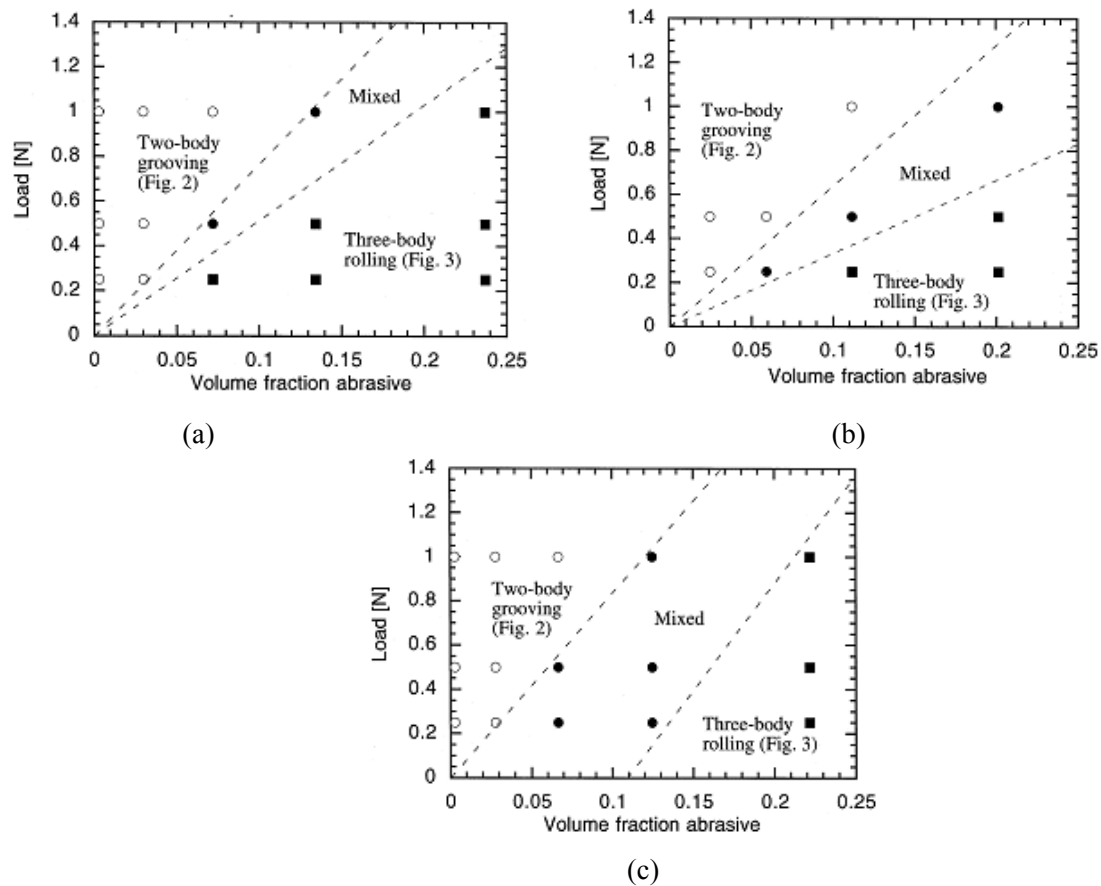 1.4
1.2
1
0.8
0.6
0.4
0.2
0
Load [N]
Mixed
Two-body
grooving
(Fig. 2)
Three-body
rolling (Fig. 3)
0 0.05 0.1 0.15 0.2 0.25
Volume fraction abrasive
(a)
1.4
1.2
1
0.8
0.6
0.4
0.2
0
Load [N]
Two-body
grooving
(Fig. 2)
Mixed
Three-body
rolling (Fig. 3)
0 0.05 0.1 0.15 0.2 0.25
Volume fraction abrasive
(b)
1.4
1.2
1
0.8
0.6
0.4
0.2
0
Load [N]
Two-body
grooving
(Fig. 2)
Mixed
Three-body
rolling (Fig. 3)
0 0.05 0.1 0.15 0.2 0.25
Volume fraction abrasive
(c)